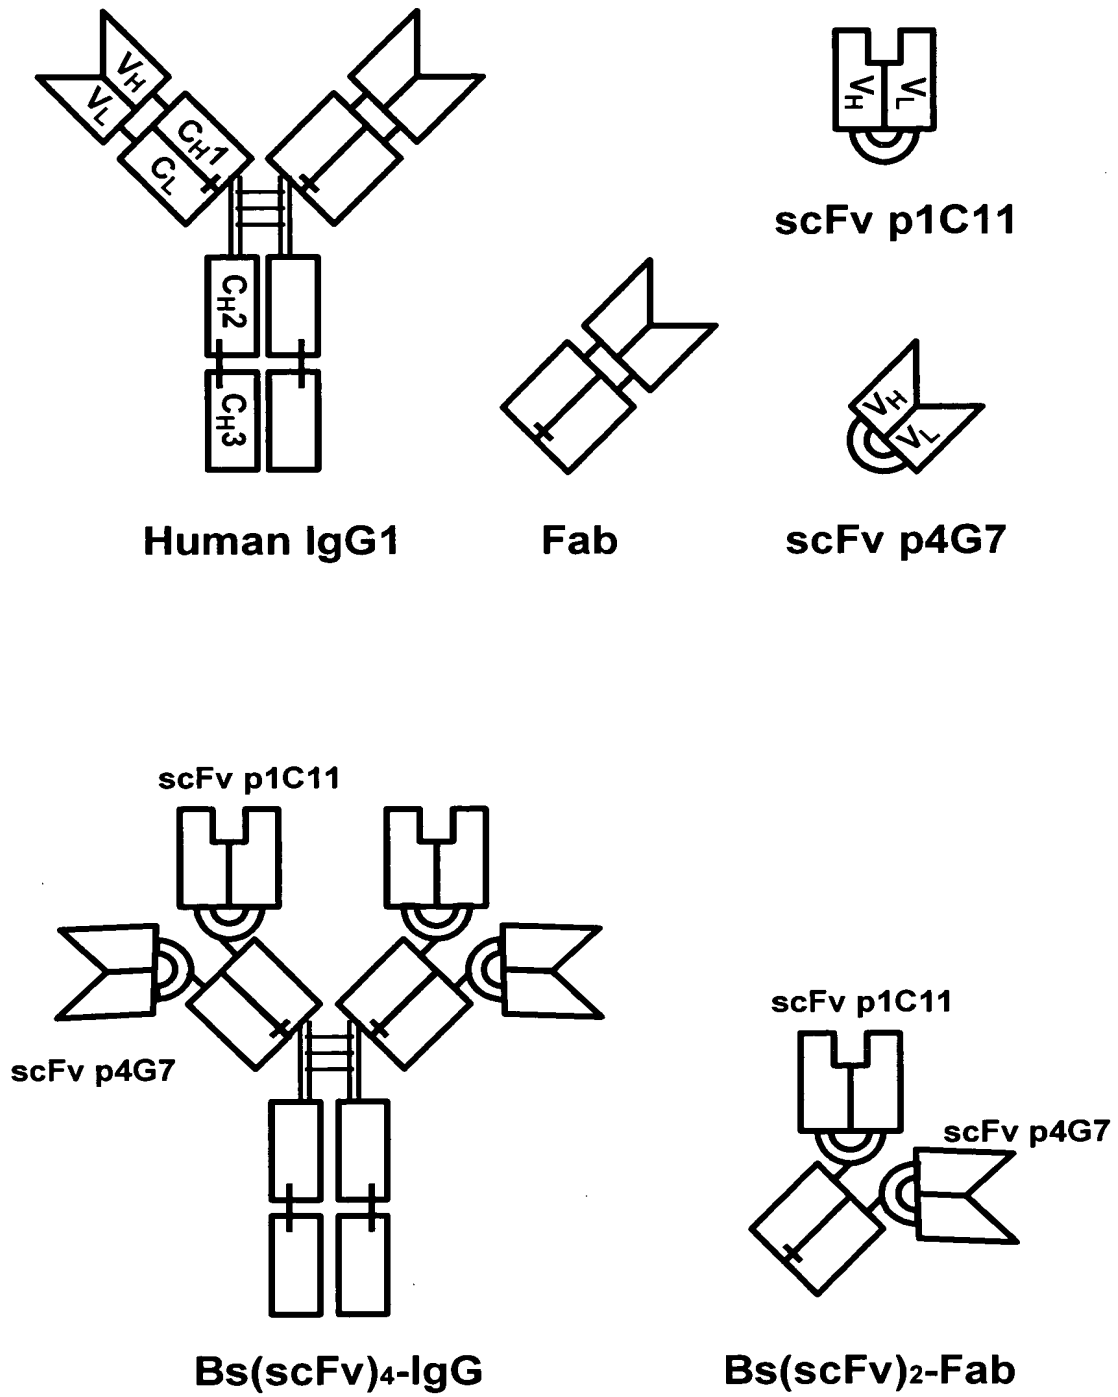 VH
VL
CH1
CL
CH2
CH3
Human IgG1
Fab
VH
VL
scFv p1C11
VH
VL
scFv p4G7
scFv p1C11
scFv p4G7
Bs(scFv)4-IgG
scFv p1C11
scFv p4G7
Bs(scFv)2-Fab